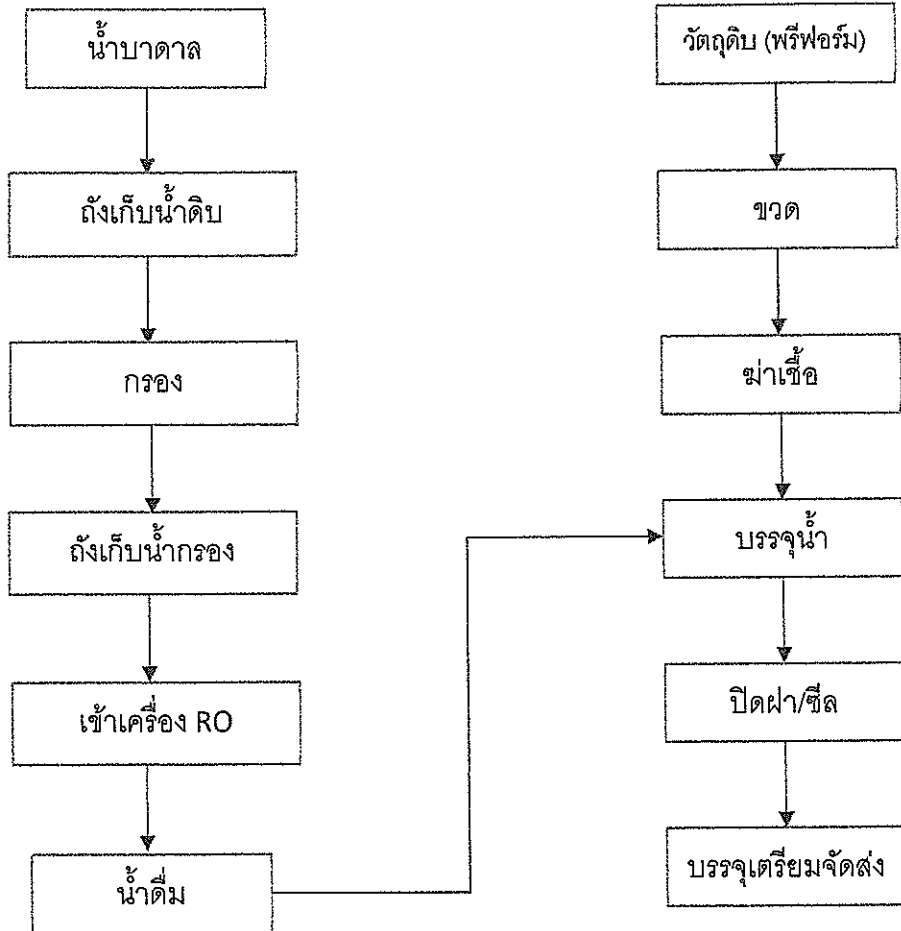 น้ำบาดาล
ถังเก็บน้ำดิบ
กรอง
ถังเก็บน้ำกรอง
เข้าเครื่อง RO
น้ำดื่ม
วัตถุดิบ (พรีฟอร์ม)
ขวด
ฆ่าเชื้อ
บรรจุน้ำ
ปิดฝา/ซีล
บรรจุเตรียมจัดส่ง